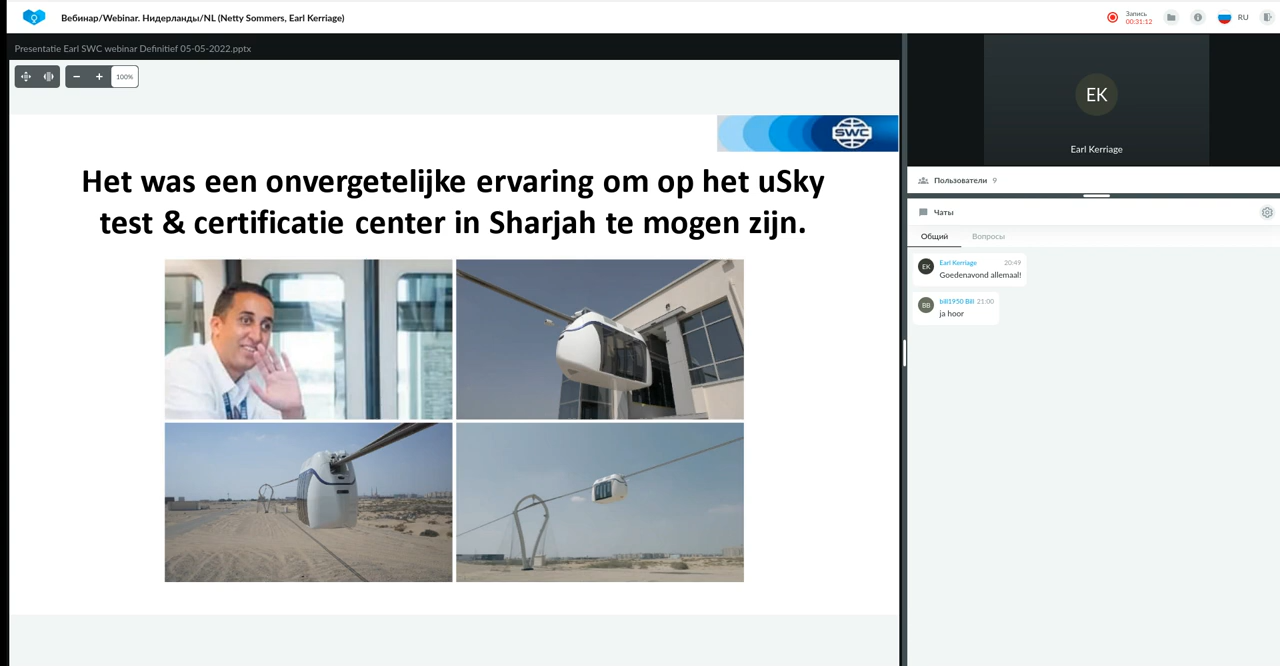 Вебинар/Webinar. Нидерланды/NL (Netty Sommers, Earl Kerriage)
Запись
00:31:12
RU
Presentatie Earl SWC webinar Definitief 05-05-2022.pptx
100%
SWC
Het was een onvergetelijke ervaring om op het uSky
test & certificatie center in Sharjah te mogen zijn.
EK
Earl Kerriage
Пользователи 9
Чаты
Общий Вопросы
EK
Earl Kerriage 20:49
Goedenavond allemaal!
BB
bill1950 Bill 21:00
ja hoor